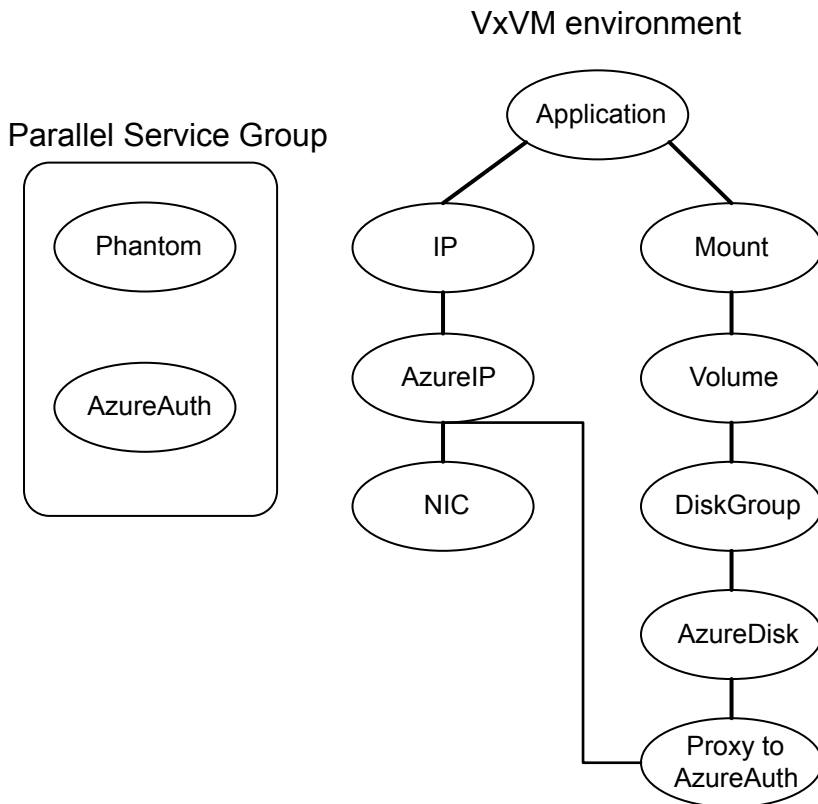 VxVM environment
Application
Parallel Service Group
Phantom
IP
Mount
AzureAuth
AzureIP
Volume
NIC
DiskGroup
AzureDisk
Proxy to
AzureAuth